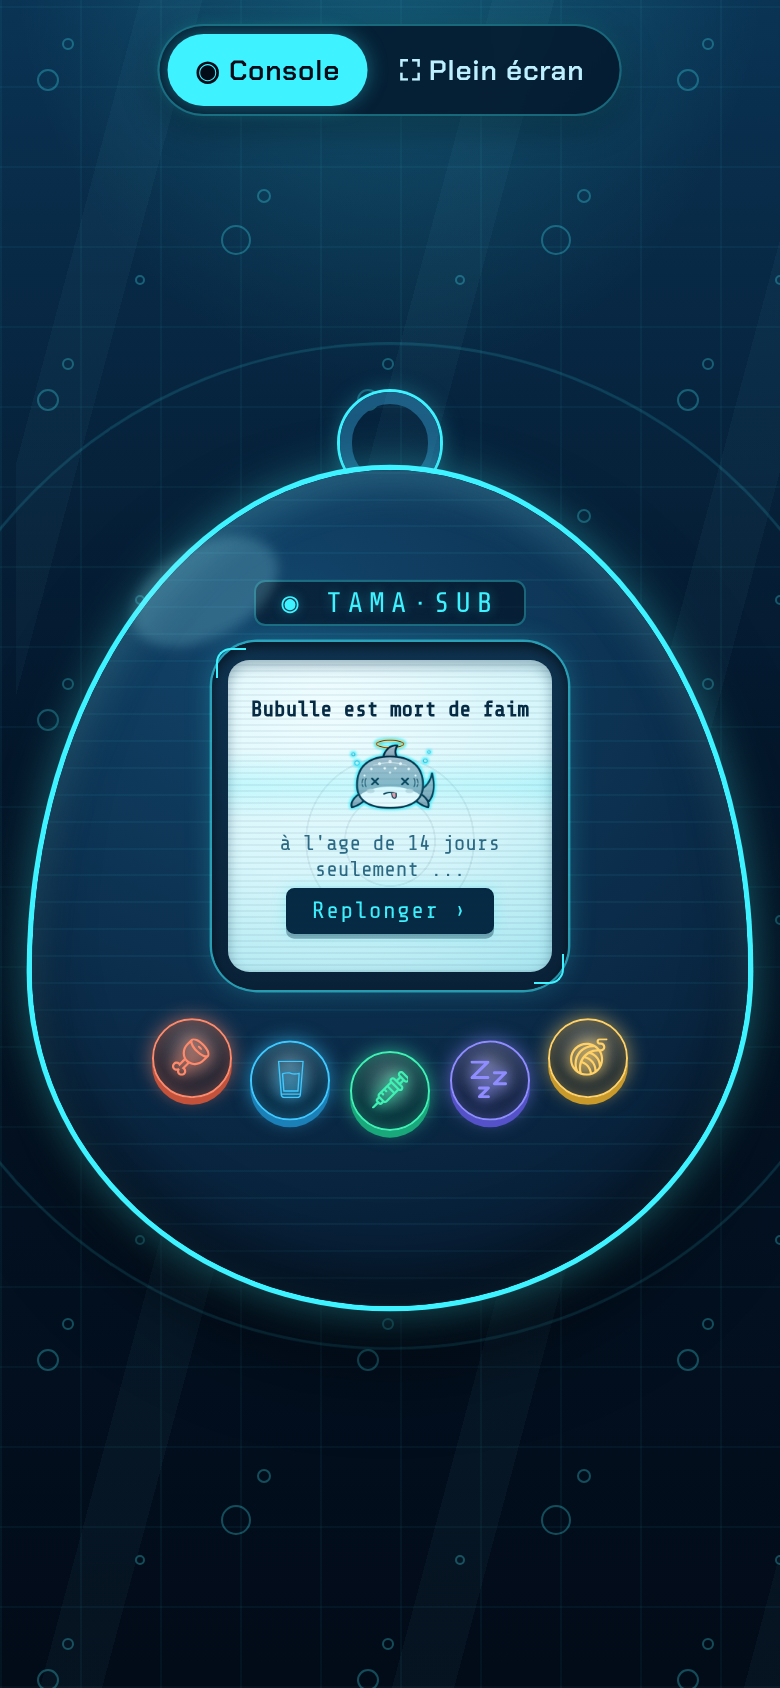 Console
Plein écran
TAMA·SUB
Bubulle est mort de faim
à l'age de 14 jours
seulement ...
Replonger ›